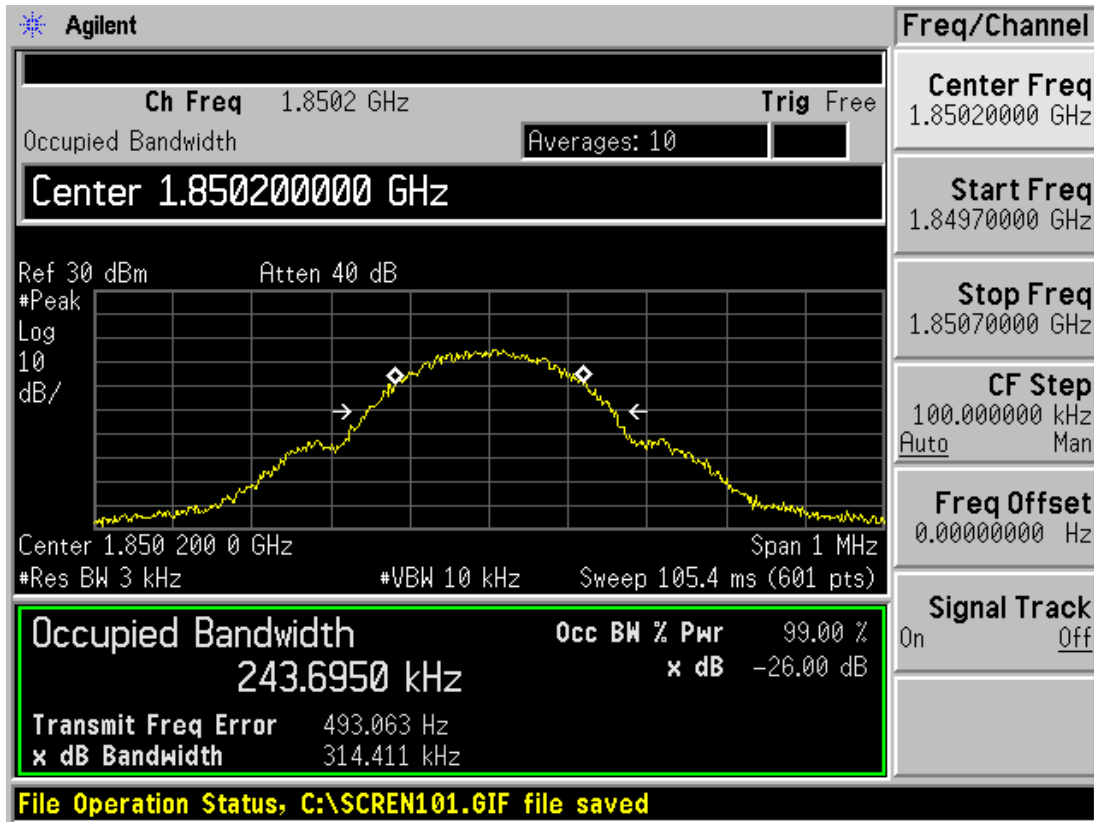 Agilent
Freq/Channel
Ch Freq 1.8502 GHz Trig Free
Occupied Bandwidth Averages: 10
Center 1.850200000 GHz
Ref 30 dBm Atten 40 dB
#Peak
Log
10
dB/
Center 1.850 200 0 GHz Span 1 MHz
#Res BW 3 kHz #VBW 10 kHz Sweep 105.4 ms (601 pts)
Occupied Bandwidth Occ BW % Pwr 99.00 %
243.6950 kHz x dB -26.00 dB
Transmit Freq Error 493.063 Hz
x dB Bandwidth 314.411 kHz
File Operation Status, C:\SCREN101.GIF file saved
Center Freq
1.85020000 GHz
Start Freq
1.84970000 GHz
Stop Freq
1.85070000 GHz
CF Step
100.000000 kHz
Auto Man
Freq Offset
0.00000000 Hz
Signal Track
On Off